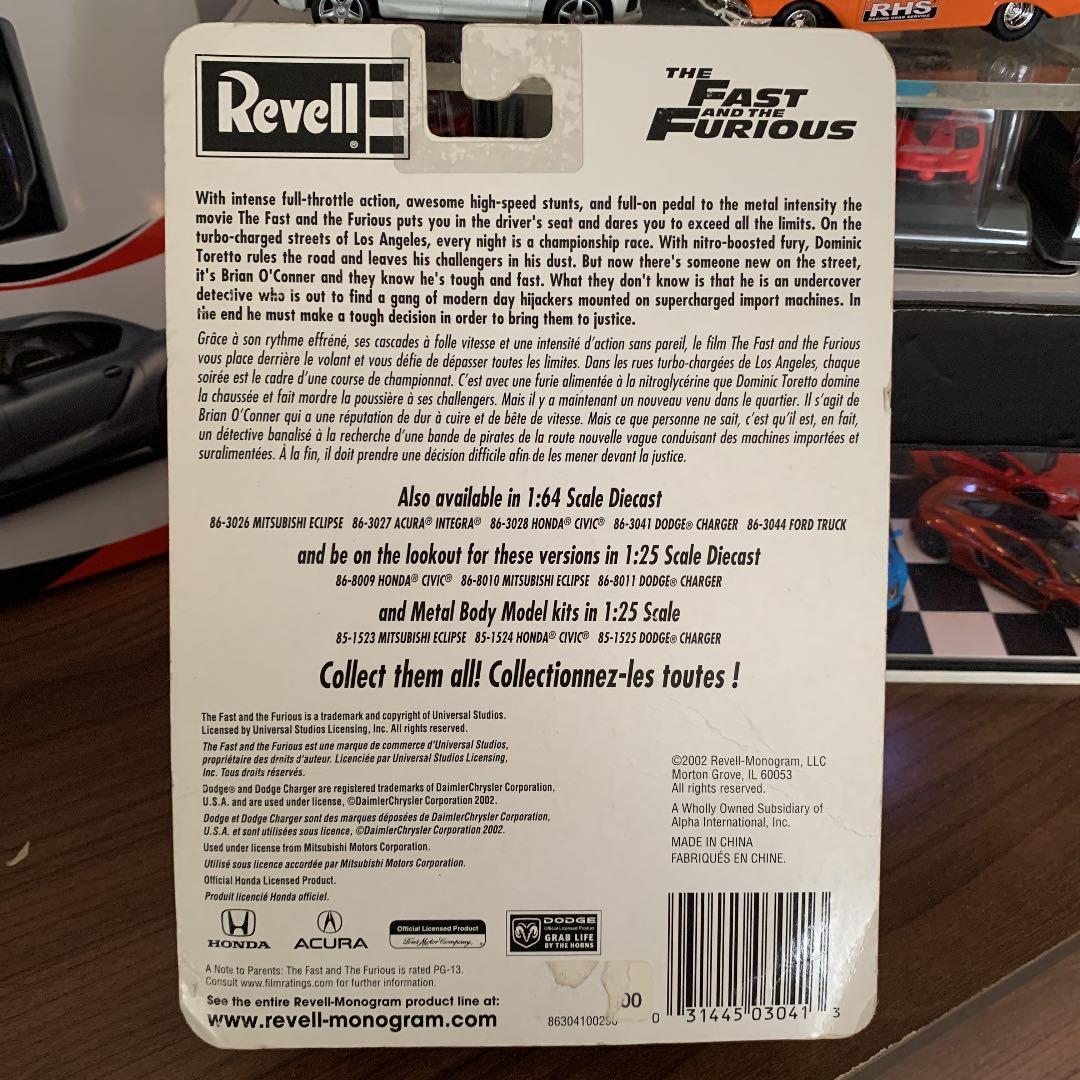 RHS
Revell®
THE
FAST
AND THE
FURIOUS
With intense full-throttle action, awesome high-speed stunts, and full-on pedal to the metal intensity the
movie The Fast and the Furious puts you in the driver's seat and dares you to exceed all the limits. On the
turbo-charged streets of Los Angeles, every night is a championship race. With nitro-boosted fury, Dominic
Toretto rules the road and leaves his challengers in his dust. But now there's someone new on the street,
it's Brian O'Conner and they know he's tough and fast. What they don't know is that he is an undercover
detective who is out to find a gang of modern day hijackers mounted on supercharged import machines. In
the end he must make a tough decision in order to bring them to justice.
Grâce à son rythme effréné, ses cascades à folle vitesse et une intensité d'action sans pareil, le film The Fast and the Furious
vous place derrière le volant et vous défie de dépasser toutes les limites. Dans les rues turbo-chargées de Los Angeles, chaque
soirée est le cadre d'une course de championnat. C'est avec une furie alimentée à la nitroglycérine que Dominic Toretto domine
la chaussée et fait mordre la poussière à ses challengers. Mais il y a maintenant un nouveau venu dans le quartier. Il s'agit de
Brian O'Conner qui a une réputation de dur à cuire et de bête de vitesse. Mais ce que personne ne sait, c'est qu'il est, en fait,
un détective banalisé à la recherche d'une bande de pirates de la route nouvelle vague conduisant des machines importées et
suralimentées. À la fin, il doit prendre une décision difficile afin de les mener devant la justice.
Also available in 1:64 Scale Diecast
86-3026 MITSUBISHI ECLIPSE 86-3027 ACURA® INTEGRA® 86-3028 HONDA® CIVIC® 86-3041 DODGE® CHARGER 86-3044 FORD TRUCK
and be on the lookout for these versions in 1:25 Scale Diecast
86-8009 HONDA® CIVIC® 86-8010 MITSUBISHI ECLIPSE 86-8011 DODGE® CHARGER
and Metal Body Model kits in 1:25 Scale
85-1523 MITSUBISHI ECLIPSE 85-1524 HONDA® CIVIC® 85-1525 DODGE® CHARGER
Collect them all! Collectionnez-les toutes !
The Fast and the Furious is a trademark and copyright of Universal Studios.
Licensed by Universal Studios Licensing, Inc. All rights reserved.
The Fast and the Furious est une marque de commerce d'Universal Studios,
propriétaire des droits d'auteur. Licenciée par Universal Studios Licensing,
Inc. Tous droits réservés.
Dodge® and Dodge Charger are registered trademarks of DaimlerChrysler Corporation,
U.S.A. and are used under license, ©DaimlerChrysler Corporation 2002.
Dodge et Dodge Charger sont des marques déposées de DaimlerChrysler Corporation,
U.S.A. et sont utilisées sous licence, ©DaimlerChrysler Corporation 2002.
Used under license from Mitsubishi Motors Corporation.
Utilisé sous licence accordée par Mitsubishi Motors Corporation.
Official Honda Licensed Product.
Produit licencié Honda officiel.
©2002 Revell-Monogram, LLC
Morton Grove, IL 60053
All rights reserved.
A Wholly Owned Subsidiary of
Alpha International, Inc.
MADE IN CHINA
FABRIQUÉS EN CHINE.
HONDA
ACURA
Official Licensed Product
Ford Motor Company
DODGE
Official Licensed Product
GRAB LIFE
BY THE HORNS
A Note to Parents: The Fast and The Furious is rated PG-13.
Consult www.filmratings.com for further information.
See the entire Revell-Monogram product line at:
www.revell-monogram.com
00
0 31445 03041 3